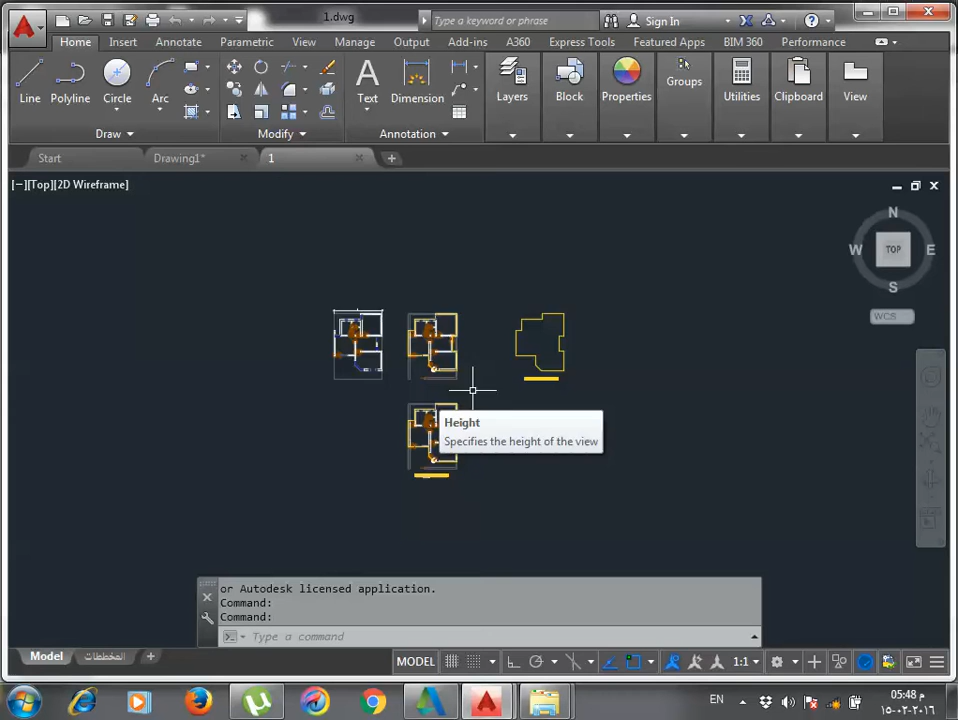 1.dwg
Type a keyword or phrase
Sign In
Home Insert Annotate Parametric View Manage Output Add-ins A360 Express Tools Featured Apps BIM 360 Performance
Line Polyline Circle Arc Text Dimension Layers Block Properties Groups Utilities Clipboard View
Draw Modify Annotation
Start Drawing1* 1
[−][Top][2D Wireframe]
N
W TOP E
S
WCS
Height
Specifies the height of the view
or Autodesk licensed application.
Command:
Command:
Type a command
Model المخططات
MODEL 1:1
EN
05:48 م
١٥-٠٢-٢٠١٦